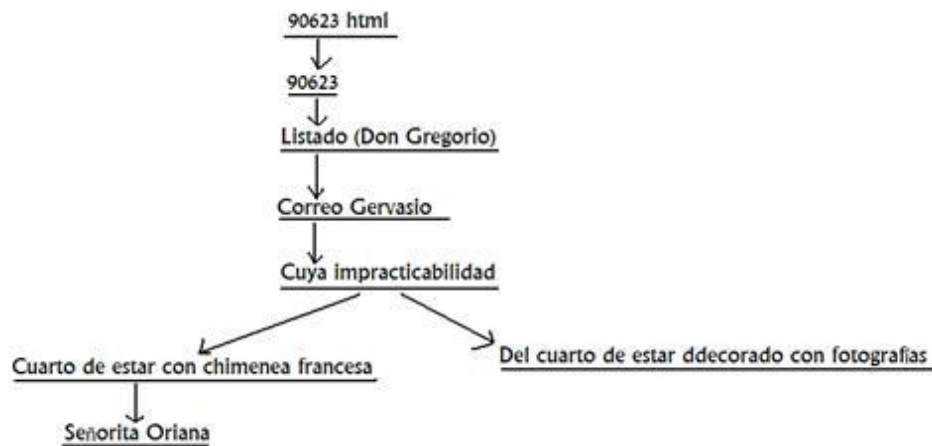 90623 html
90623
Listado (Don Gregorio)
Correo Gervasio
Cuya impracticabilidad
Cuarto de estar con chimenea francesa
Del cuarto de estar ddecorado con fotografías
Señorita Oriana